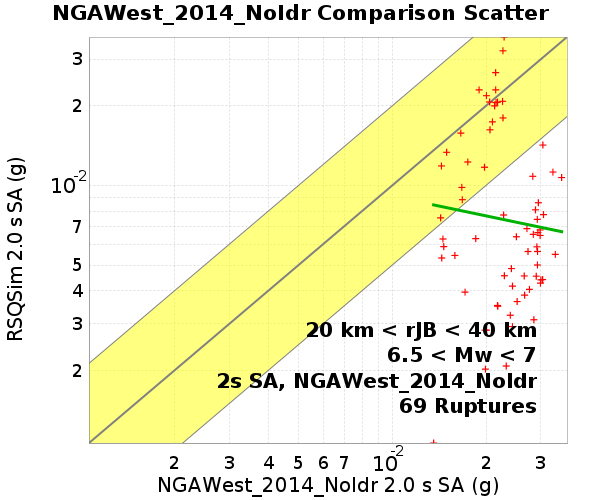 NGAWest_2014_NoIdr Comparison Scatter
3
2
10-2
7
5
4
3
2
RSQSim 2.0 s SA (g)
20 km < rJB < 40 km
6.5 < Mw < 7
2s SA, NGAWest_2014_NoIdr
69 Ruptures
2 3 4 5 6 7 10-2 2 3
NGAWest_2014_NoIdr 2.0 s SA (g)